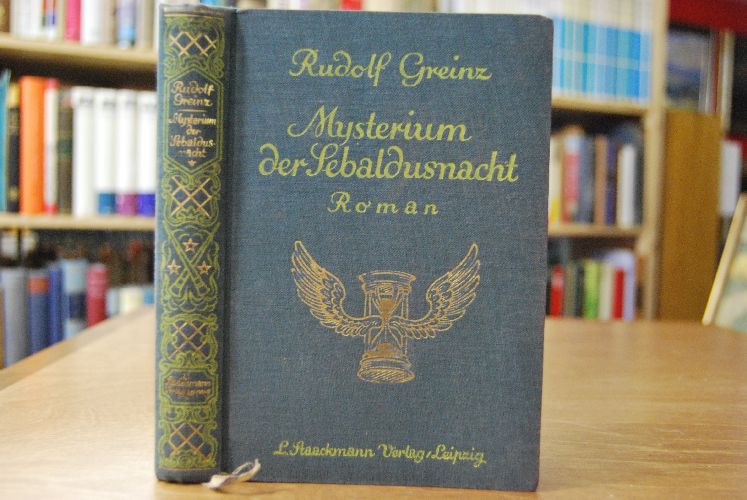 Rudolf
Greinz
Mysterium
der
Sebaldus-
nacht
Rudolf Greinz
Mysterium
der Sebaldusnacht
Roman
L. Staackmann Verlag, Leipzig